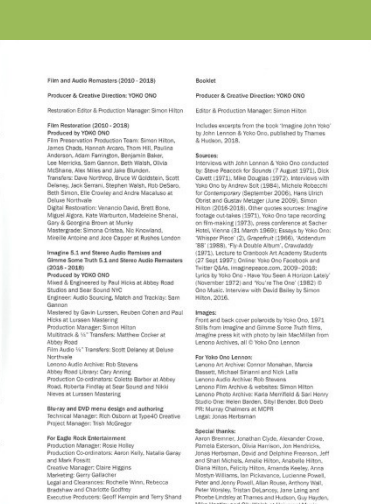 Film and Audio Remasters (2010 - 2018)
Producer & Creative Direction: YOKO ONO
Restoration Editor & Production Manager: Simon Hilton
Film Restoration (2010 - 2018)
Produced by YOKO ONO
Film Preservation Production Team: Simon Hilton,
James Chads, Hannah Arcaro, Thom Hill, Pauline
Anderson, Adam Farrington, Benjamin Baker,
Lee Merricks, Sam Gannon, Beth Walsh, Olivia
McShane, Alex Miles and Jake Blunden.
Transfers: Dave Northrop, Bruce W Goldstein, Scott
Delaney, Jack Serrani, Stephen Walsh, Rob DeSaro,
Beth Simon, Elle Crowley and Andre Macaluso at
Deluxe Northvale
Digital Restoration: Venancio David, Brett Bone,
Miguel Algora, Kate Warburton, Madeleine Shenai,
Gary & Georgina Brown at Munky
Mastergrade: Simona Cristea, Nic Knowland,
Mireille Antoine and Joce Capper at Rushes London
Imagine 5.1 and Stereo Audio Remixes and
Gimme Some Truth 5.1 and Stereo Audio Remasters
(2016 - 2018)
Produced by YOKO ONO
Mixed & Engineered by Paul Hicks at Abbey Road
Studios and Sear Sound NYC
Engineer: Audio Sourcing, Match and Tracklay: Sam
Gannon
Mastered by Gavin Lurssen, Reuben Cohen and Paul
Hicks at Lurssen Mastering
Production Manager: Simon Hilton
Multitrack & ¼" Transfers: Matthew Cocker at
Abbey Road
Film Audio ¼" Transfers: Scott Delaney at Deluxe
Northvale
Lenono Audio Archive: Rob Stevens
Abbey Road Library: Cary Anning
Production Co-ordinators: Colette Barber at Abbey
Road, Roberta Findlay at Sear Sound and Nikki
Nieves at Lurssen Mastering
Blu-ray and DVD menu design and authoring
Technical Manager: Rich Osborn at Type40 Creative
Project Manager: Trish McGregor
For Eagle Rock Entertainment
Production Manager: Rosie Holley
Production Co-ordinators: Aaron Kelly, Natalie Garay
and Mark Fossitt
Creative Manager: Claire Higgins
Marketing: Gerry Gallacher
Legal and Clearances: Rochelle Winn, Rebecca
Bradshaw and Charlotte Godfrey
Executive Producers: Geoff Kempin and Terry Shand
Booklet
Producer & Creative Direction: YOKO ONO
Editor & Production Manager: Simon Hilton
Includes excerpts from the book 'Imagine John Yoko'
by John Lennon & Yoko Ono, published by Thames
& Hudson, 2018.
Sources:
Interviews with John Lennon & Yoko Ono conducted
by: Steve Peacock for Sounds (7 August 1971), Dick
Cavett (1971), Mike Douglas (1972). Interviews with
Yoko Ono by Andrew Solt (1984), Michele Robecchi
for Contemporary (September 2006), Hans Ulrich
Obrist and Gustav Metzger (June 2009), Simon
Hilton (2016-2018). Other quotes sources: Imagine
footage outtakes (1971), Yoko Ono tape recording
on film-making (1973), press conference at Sacher
Hotel, Vienna (31 March 1969); Essays by Yoko Ono:
'Whisper Piece' (2), Grapefruit (1966), 'Addendum
'88' (1988), 'Fly-A Double Album', Crawdaddy
(1971), Lecture to Cranbook Art Academy Students
(27 Sept 1997); Online: Yoko Ono Facebook and
Twitter Q&As, imaginepeace.com, 2009–2018;
Lyrics by Yoko Ono - Have You Seen A Horizon Lately'
(November 1972) and 'You're The One' (1982) ©
Ono Music. Interview with David Bailey by Simon
Hilton, 2016.
Images:
Front and back cover polaroids by Yoko Ono, 1971
Stills from Imagine and Gimme Some Truth films,
Imagine press kit with photo by Iain MacMillan from
Lenono Archives, all © Yoko Ono Lennon
For Yoko Ono Lennon:
Lenono Art Archive: Connor Monahan, Marcia
Bassett, Michael Sirianni and Nick Lalla
Lenono Audio Archive: Rob Stevens
Lenono Film Archive & websites: Simon Hilton
Lenono Photo Archive: Karla Merrifield & Sari Henry
Studio One: Helen Barden, Sibyl Bender, Bob Deeb
PR: Murray Chalmers at MCPR
Legal: Jonas Herbsman
Special thanks:
Aaron Bremner, Jonathan Clyde, Alexander Crowe,
Pamela Esterson, Olivia Harrison, Jon Hendricks,
Jonas Herbsman, David and Delphine Freeson, Jeff
and Shari Michels, Amalie Hilton, Anabelle Hilton,
Diana Hilton, Felicity Hilton, Amanda Keeley, Anna
Mostyn Williams, Ian Pickavance, Lucienne Powell,
Peter and Jonny Powell, Allan Rouse, Anthony Wall,
Peter Worsley, Tristan DeLancey, Jane Laing and
Phoebe Lindsley at Thames and Hudson, Guy Hayden,